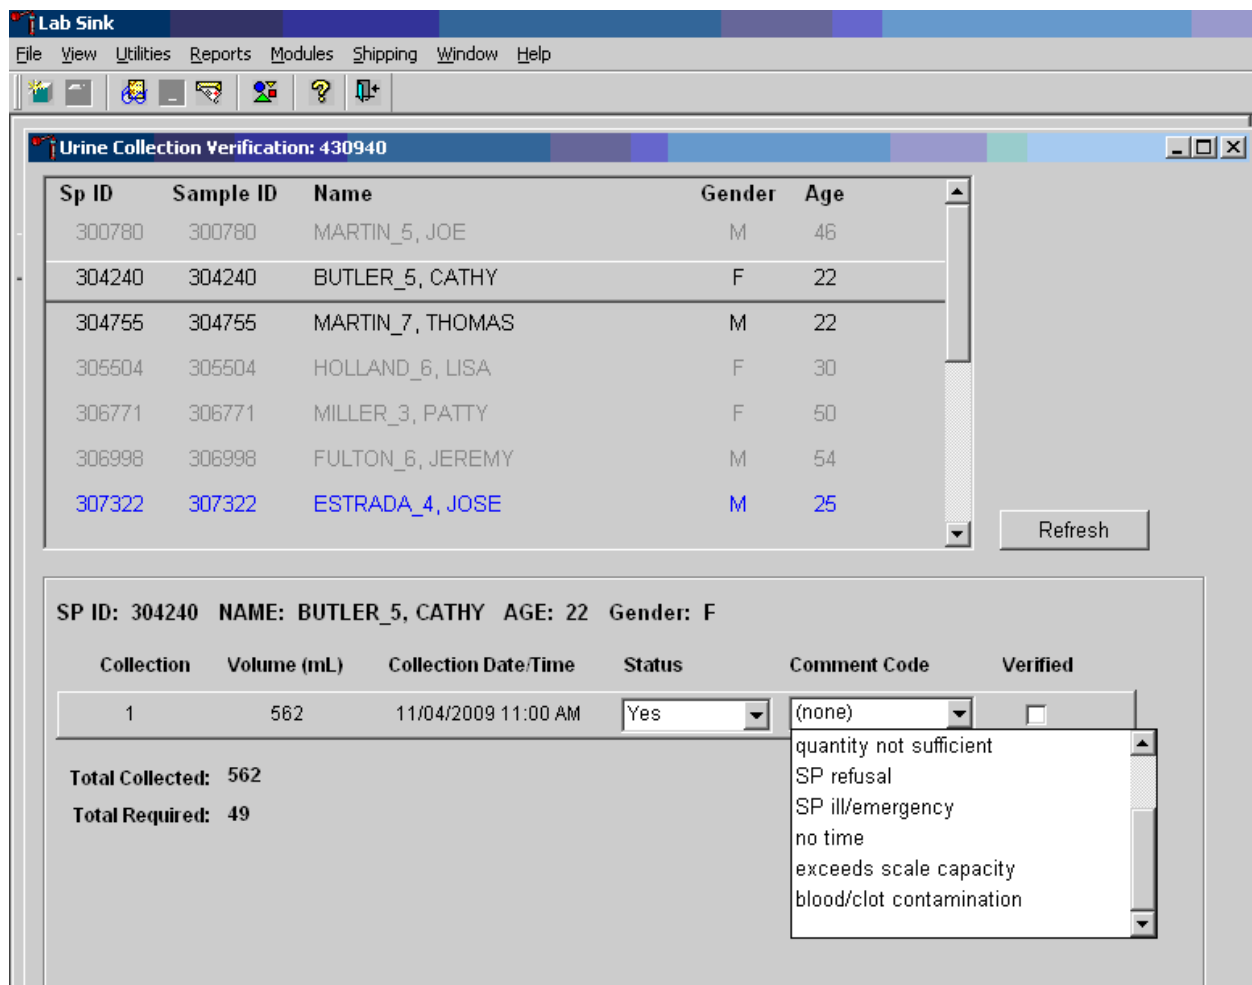 Lab Sink
File View Utilities Reports Modules Shipping Window Help
Urine Collection Verification: 430940
Sp ID Sample ID Name Gender Age
300780 300780 MARTIN_5, JOE M 46
304240 304240 BUTLER_5, CATHY F 22
304755 304755 MARTIN_7, THOMAS M 22
305504 305504 HOLLAND_6, LISA F 30
306771 306771 MILLER_3, PATTY F 50
306998 306998 FULTON_6, JEREMY M 54
307322 307322 ESTRADA_4, JOSE M 25
Refresh
SP ID: 304240 NAME: BUTLER_5, CATHY AGE: 22 Gender: F
Collection Volume (mL) Collection Date/Time Status Comment Code Verified
1 562 11/04/2009 11:00 AM Yes (none)
quantity not sufficient
SP refusal
SP ill/emergency
no time
exceeds scale capacity
blood/clot contamination
Total Collected: 562
Total Required: 49